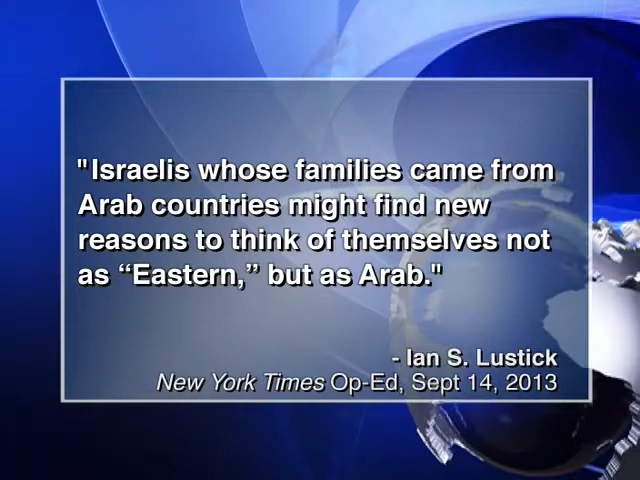 "Israelis whose families came from
Arab countries might find new
reasons to think of themselves not
as “Eastern,” but as Arab."
- Ian S. Lustick
New York Times Op-Ed, Sept 14, 2013